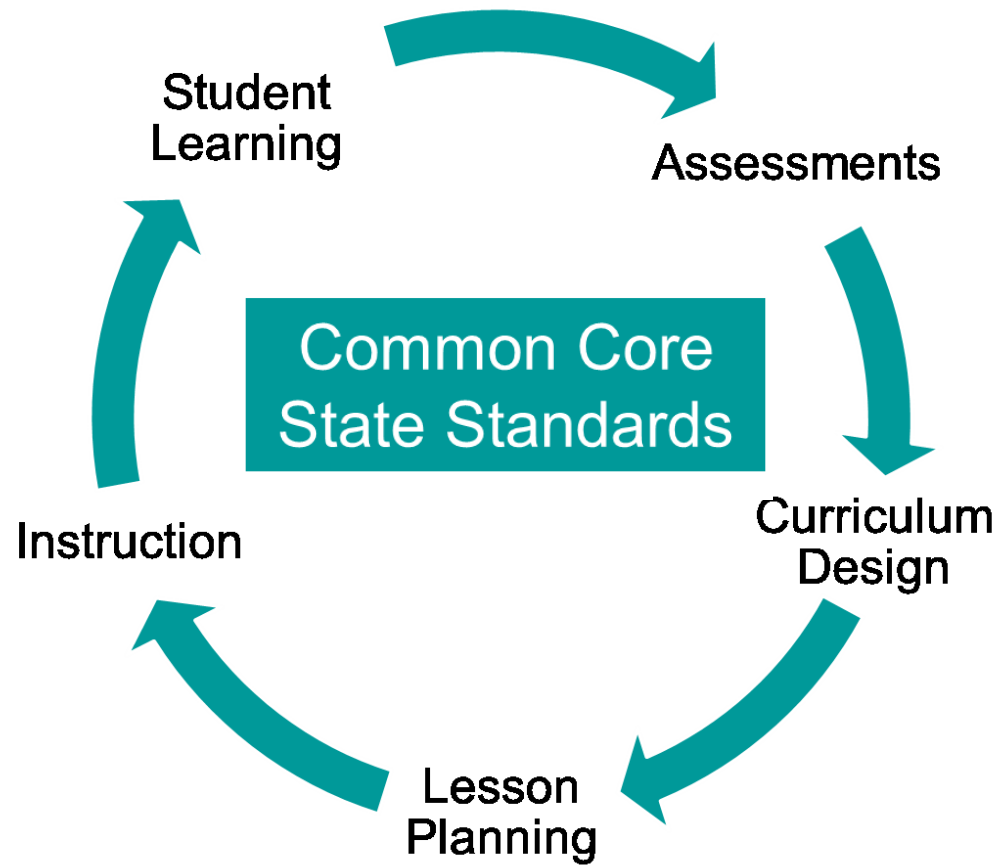 Student
Learning
Assessments
Common Core
State Standards
Curriculum
Design
Instruction
Lesson
Planning